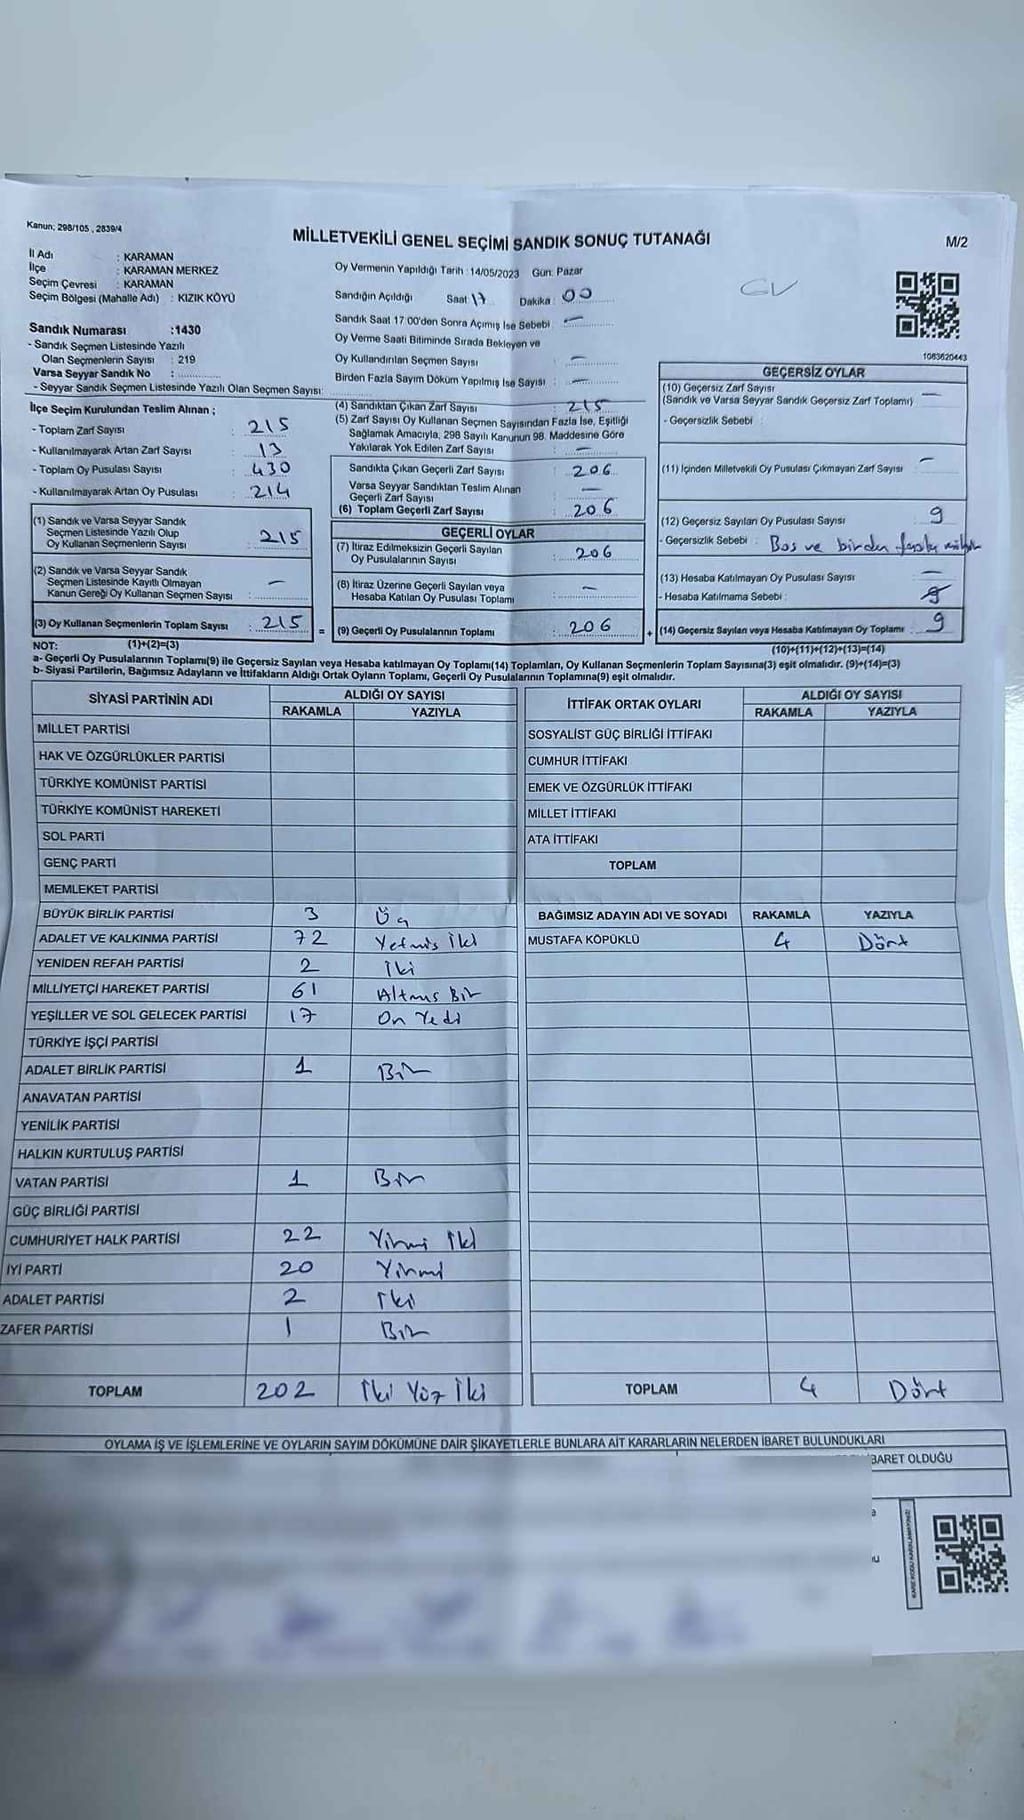 Kanun; 298/105 , 2839/4
MİLLETVEKİLİ GENEL SEÇİMİ SANDIK SONUÇ TUTANAĞI
M/2
İl Adı : KARAMAN
İlçe : KARAMAN MERKEZ
Seçim Çevresi : KARAMAN
Seçim Bölgesi (Mahalle Adı) : KIZIK KÖYÜ
Sandık Numarası :1430
- Sandık Seçmen Listesinde Yazılı
Olan Seçmenlerin Sayısı : 219
Varsa Seyyar Sandık No :
- Seyyar Sandık Seçmen Listesinde Yazılı Olan Seçmen Sayısı:
Oy Vermenin Yapıldığı Tarih :14/05/2023 Gün: Pazar
Sandığın Açıldığı Saat 17 Dakika : 00
Sandık Saat 17:00'den Sonra Açımış İse Sebebi : —
Oy Verme Saati Bitiminde Sırada Bekleyen ve
Oy Kullandırılan Seçmen Sayısı : —
Birden Fazla Sayım Döküm Yapılmış İse Sayısı : —
GV
1063620443
İlçe Seçim Kurulundan Teslim Alınan ;
- Toplam Zarf Sayısı : 215
- Kullanılmayarak Artan Zarf Sayısı : 13
- Toplam Oy Pusulası Sayısı : 430
- Kullanılmayarak Artan Oy Pusulası : 214
(1) Sandık ve Varsa Seyyar Sandık
Seçmen Listesinde Yazılı Olup
Oy Kullanan Seçmenlerin Sayısı : 215
(2) Sandık ve Varsa Seyyar Sandık
Seçmen Listesinde Kayıtlı Olmayan
Kanun Gereği Oy Kullanan Seçmen Sayısı : —
(3) Oy Kullanan Seçmenlerin Toplam Sayısı : 215 =
(4) Sandıktan Çıkan Zarf Sayısı : 215
(5) Zarf Sayısı Oy Kullanan Seçmen Sayısından Fazla İse, Eşitliği
Sağlamak Amacıyla, 298 Sayılı Kanunun 98. Maddesine Göre
Yakılarak Yok Edilen Zarf Sayısı : —
Sandıkta Çıkan Geçerli Zarf Sayısı : 206
Varsa Seyyar Sandıktan Teslim Alınan
Geçerli Zarf Sayısı : —
(6) Toplam Geçerli Zarf Sayısı : 206
GEÇERLİ OYLAR
(7) İtiraz Edilmeksizin Geçerli Sayılan
Oy Pusulalarının Sayısı : 206
(8) İtiraz Üzerine Geçerli Sayılan veya
Hesaba Katılan Oy Pusulası Toplamı : —
(9) Geçerli Oy Pusulalarının Toplamı : 206 +
GEÇERSİZ OYLAR
(10) Geçersiz Zarf Sayısı
(Sandık ve Varsa Seyyar Sandık Geçersiz Zarf Toplamı) —
- Geçersizlik Sebebi :
(11) İçinden Milletvekili Oy Pusulası Çıkmayan Zarf Sayısı —
(12) Geçersiz Sayılan Oy Pusulası Sayısı 9
- Geçersizlik Sebebi : Boş ve birden fazla
(13) Hesaba Katılmayan Oy Pusulası Sayısı —
- Hesaba Katılmama Sebebi :
(14) Geçersiz Sayılan veya Hesaba Katılmayan Oy Toplamı 9
NOT: (1)+(2)=(3)
(10)+(11)+(12)+(13)=(14)
a- Geçerli Oy Pusulalarının Toplamı(9) ile Geçersiz Sayılan veya Hesaba katılmayan Oy Toplamı(14) Toplamları, Oy Kullanan Seçmenlerin Toplam Sayısına(3) eşit olmalıdır. (9)+(14)=(3)
b- Siyasi Partilerin, Bağımsız Adayların ve İttifakların Aldığı Ortak Oyların Toplamı, Geçerli Oy Pusulalarının Toplamına(9) eşit olmalıdır.
SİYASİ PARTİNİN ADI ALDIĞI OY SAYISI
RAKAMLA YAZIYLA
MİLLET PARTİSİ
HAK VE ÖZGÜRLÜKLER PARTİSİ
TÜRKİYE KOMÜNİST PARTİSİ
TÜRKİYE KOMÜNİST HAREKETİ
SOL PARTİ
GENÇ PARTİ
MEMLEKET PARTİSİ
BÜYÜK BİRLİK PARTİSİ 3 Üç
ADALET VE KALKINMA PARTİSİ 72 Yetmiş İki
YENİDEN REFAH PARTİSİ 2 İki
MİLLİYETÇİ HAREKET PARTİSİ 61 Altmış Bir
YEŞİLLER VE SOL GELECEK PARTİSİ 17 On Yedi
TÜRKİYE İŞÇİ PARTİSİ
ADALET BİRLİK PARTİSİ 1 Bir
ANAVATAN PARTİSİ
YENİLİK PARTİSİ
HALKIN KURTULUŞ PARTİSİ
VATAN PARTİSİ 1 Bir
GÜÇ BİRLİĞİ PARTİSİ
CUMHURİYET HALK PARTİSİ 22 Yirmi İki
İYİ PARTİ 20 Yirmi
ADALET PARTİSİ 2 İki
ZAFER PARTİSİ 1 Bir
TOPLAM 202 İki Yüz İki
İTTİFAK ORTAK OYLARI ALDIĞI OY SAYISI
RAKAMLA YAZIYLA
SOSYALİST GÜÇ BİRLİĞİ İTTİFAKI
CUMHUR İTTİFAKI
EMEK VE ÖZGÜRLÜK İTTİFAKI
MİLLET İTTİFAKI
ATA İTTİFAKI
TOPLAM
BAĞIMSIZ ADAYIN ADI VE SOYADI RAKAMLA YAZIYLA
MUSTAFA KÖPÜKLÜ 4 Dört
TOPLAM 4 Dört
OYLAMA İŞ VE İŞLEMLERİNE VE OYLARIN SAYIM DÖKÜMÜNE DAİR ŞİKAYETLERLE BUNLARA AİT KARARLARIN NELERDEN İBARET BULUNDUKLARI
İBARET OLDUĞU